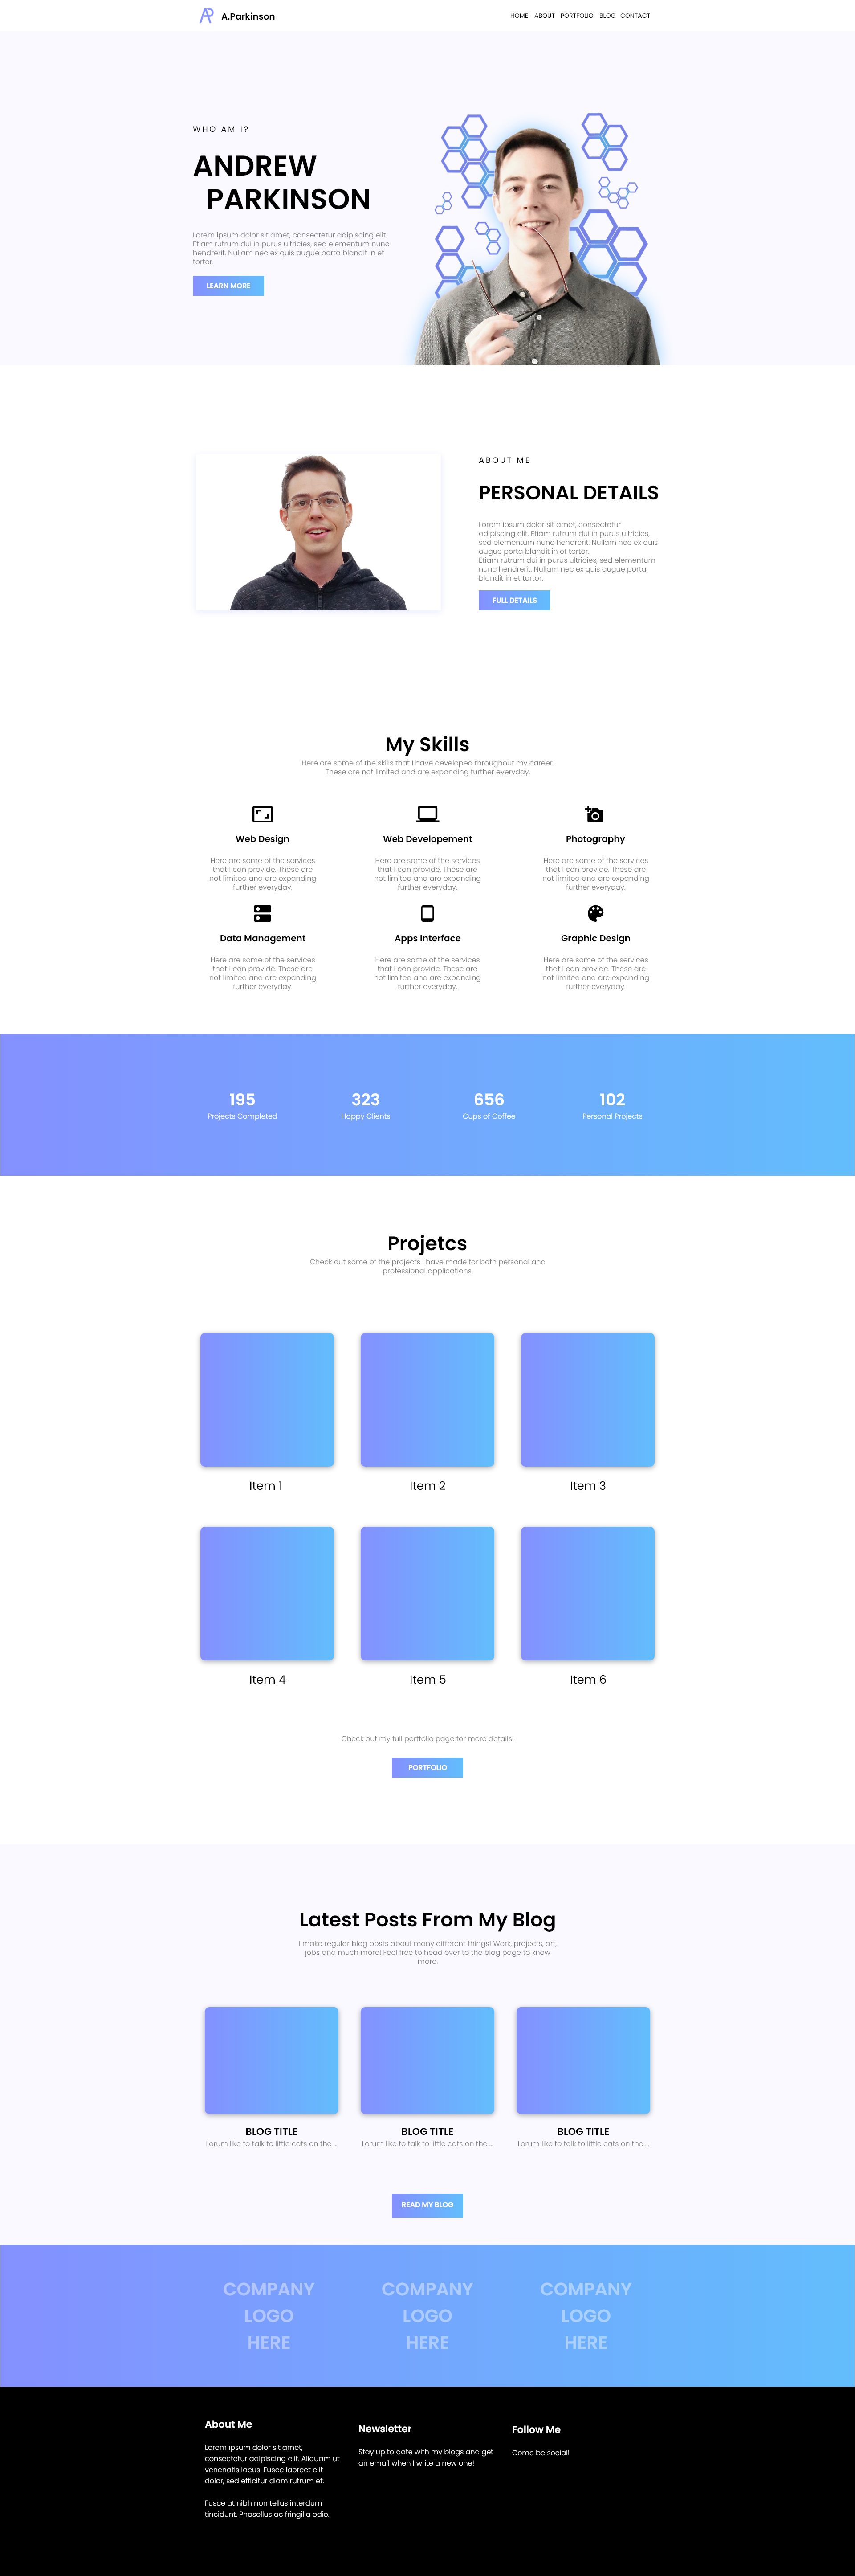 AP A.Parkinson
HOME ABOUT PORTFOLIO BLOG CONTACT
WHO AM I?
ANDREW
PARKINSON
Lorem ipsum dolor sit amet, consectetur adipiscing elit.
Etiam rutrum dui in purus ultricies, sed elementum nunc
hendrerit. Nullam nec ex quis augue porta blandit in et
tortor.
LEARN MORE
ABOUT ME
PERSONAL DETAILS
Lorem ipsum dolor sit amet, consectetur
adipiscing elit. Etiam rutrum dui in purus ultricies,
sed elementum nunc hendrerit. Nullam nec ex quis
augue porta blandit in et tortor.
Etiam rutrum dui in purus ultricies, sed elementum
nunc hendrerit. Nullam nec ex quis augue porta
blandit in et tortor.
FULL DETAILS
My Skills
Here are some of the skills that I have developed throughout my career.
These are not limited and are expanding further everyday.
Web Design
Here are some of the services
that I can provide. These are
not limited and are expanding
further everyday.
Web Developement
Here are some of the services
that I can provide. These are
not limited and are expanding
further everyday.
Photography
Here are some of the services
that I can provide. These are
not limited and are expanding
further everyday.
Data Management
Here are some of the services
that I can provide. These are
not limited and are expanding
further everyday.
Apps Interface
Here are some of the services
that I can provide. These are
not limited and are expanding
further everyday.
Graphic Design
Here are some of the services
that I can provide. These are
not limited and are expanding
further everyday.
195
Projects Completed
323
Happy Clients
656
Cups of Coffee
102
Personal Projects
Projetcs
Check out some of the projects I have made for both personal and
professional applications.
Item 1
Item 2
Item 3
Item 4
Item 5
Item 6
Check out my full portfolio page for more details!
PORTFOLIO
Latest Posts From My Blog
I make regular blog posts about many different things! Work, projects, art,
jobs and much more! Feel free to head over to the blog page to know
more.
BLOG TITLE
Lorum like to talk to little cats on the ...
BLOG TITLE
Lorum like to talk to little cats on the ...
BLOG TITLE
Lorum like to talk to little cats on the ...
READ MY BLOG
COMPANY
LOGO
HERE
COMPANY
LOGO
HERE
COMPANY
LOGO
HERE
About Me
Lorem ipsum dolor sit amet,
consectetur adipiscing elit. Aliquam ut
venenatis lacus. Fusce laoreet elit
dolor, sed efficitur diam rutrum et.
Fusce at nibh non tellus interdum
tincidunt. Phasellus ac fringilla odio.
Newsletter
Stay up to date with my blogs and get
an email when I write a new one!
Follow Me
Come be social!